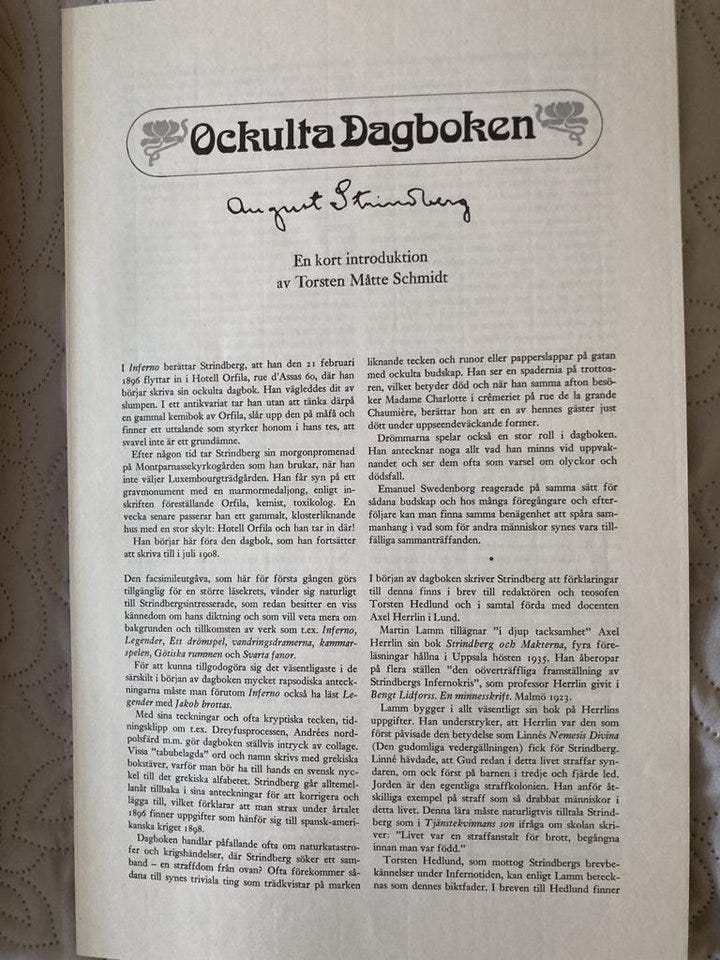 Ockulta Dagboken
August Strindberg
En kort introduktion
av Torsten Måtte Schmidt
I Inferno berättar Strindberg, att han den 21 februari
1896 flyttar in i Hotell Orfila, rue d'Assas 60, där han
börjar skriva sin ockulta dagbok. Han vägleddes dit av
slumpen. I ett antikvariat tar han utan att tänka därpå
en gammal kemibok av Orfila, slår upp den på måfå och
finner ett uttalande som styrker honom i hans tes, att
svavel inte är ett grundämne.
Efter någon tid tar Strindberg sin morgonpromenad
på Montparnassekyrkogården som han brukar, när han
inte väljer Luxembourgträdgården. Han får syn på ett
gravmonument med en marmormedaljong, enligt in-
skriften föreställande Orfila, kemist, toxikolog. En
vecka senare passerar han ett gammalt, klosterliknande
hus med en stor skylt: Hotell Orfila och han tar in där!
Han börjar här föra den dagbok, som han fortsätter
att skriva till i juli 1908.
Den facsimileutgåva, som här för första gången görs
tillgänglig för en större läsekrets, vänder sig naturligt
till Strindbergsintresserade, som redan besitter en viss
kännedom om hans diktning och som vill veta mera om
bakgrunden och tillkomsten av verk som t.ex. Inferno,
Legender, Ett drömspel, vandringsdramerna, kammar-
spelen, Götiska rummen och Svarta fanor.
För att kunna tillgodogöra sig det väsentligaste i de
särskilt i början av dagboken mycket rapsodiska anteck-
ningarna måste man förutom Inferno också ha läst Le-
gender med Jakob brottas.
Med sina teckningar och ofta kryptiska tecken, tid-
ningsklipp om t.ex. Dreyfusprocessen, Andrées nord-
polsfärd m.m. gör dagboken ställvis intryck av collage.
Vissa "tabubelagda" ord och namn skrivs med grekiska
bokstäver, varför man bör ha till hands en svensk nyc-
kel till det grekiska alfabetet. Strindberg går alltemel-
lanåt tillbaka i sina anteckningar för att korrigera och
lägga till, vilket förklarar att man strax under årtalet
1896 finner uppgifter som hänför sig till spansk-ameri-
kanska kriget 1898.
Dagboken handlar påfallande ofta om naturkatastro-
fer och krigshändelser, där Strindberg söker ett sam-
band – en straffdom från ovan? Ofta förekommer så-
dana till synes triviala ting som trädkvistar på marken
liknande tecken och runor eller papperslappar på gatan
med ockulta budskap. Han ser en spadernia på trottoa-
ren, vilket betyder död och när han samma afton besö-
ker Madame Charlotte i crêmeriet på rue de la grande
Chaumière, berättar hon att en av hennes gäster just
dött under uppseendeväckande former.
Drömmarna spelar också en stor roll i dagboken.
Han antecknar noga allt vad han minns vid uppvak-
nandet och ser dem ofta som varsel om olyckor och
dödsfall.
Emanuel Swedenborg reagerade på samma sätt för
sådana budskap och hos många föregångare och efter-
följare kan man finna samma benägenhet att spåra sam-
manhang i vad som för andra människor synes vara till-
fälliga sammanträffanden.
•
I början av dagboken skriver Strindberg att förklaringar
till denna finns i brev till redaktören och teosofen
Torsten Hedlund och i samtal förda med docenten
Axel Herrlin i Lund.
Martin Lamm tillägnar "i djup tacksamhet" Axel
Herrlin sin bok Strindberg och Makterna, fyra före-
läsningar hållna i Uppsala hösten 1935. Han åberopar
på flera ställen "den oöverträffliga framställning av
Strindbergs Infernokris", som professor Herrlin givit i
Bengt Lidforss. En minnesskrift. Malmö 1923.
Lamm bygger i allt väsentligt sin bok på Herrlins
uppgifter. Han understryker, att Herrlin var den som
först påvisade den betydelse som Linnés Nemesis Divina
(Den gudomliga vedergällningen) fick för Strindberg.
Linné hävdade, att Gud redan i detta livet straffar syn-
daren, om ock först på barnen i tredje och fjärde led.
Jorden är den egentliga straffkolonien. Han anför åt-
skilliga exempel på straff som så drabbat människor i
detta livet. Denna lära måste naturligtvis tilltala Strind-
berg som i Tjänstekvinnans son ifråga om skolan skri-
ver: "Livet var en straffanstalt för brott, begångna
innan man var född."
Torsten Hedlund, som mottog Strindbergs brevbe-
kännelser under Infernotiden, kan enligt Lamm beteck-
nas som dennes biktfader. I breven till Hedlund finner